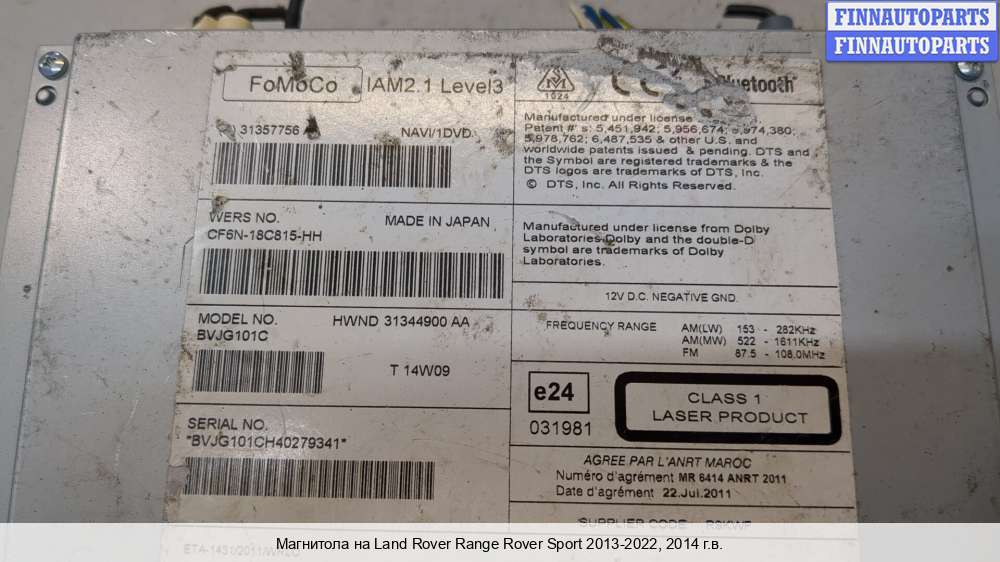 FINNAUTOPARTS
FINNAUTOPARTS
FoMoCo IAM2.1 Level3
31357756 NAVI/1DVD
WERS NO. MADE IN JAPAN
CF6N-18C815-HH
MODEL NO. HWND 31344900 AA
BVJG101C
T 14W09
SERIAL NO.
*BVJG101CH40279341*
ETA-1431/2011/WRLO
SM
1024
Bluetooth
Manufactured under license
Patent #'s: 5,451,942; 5,956,674; 5,974,380;
5,978,762; 6,487,535 & other U.S. and
worldwide patents issued & pending. DTS and
the Symbol are registered trademarks & the
DTS logos are trademarks of DTS, Inc.
© DTS, Inc. All Rights Reserved.
Manufactured under license from Dolby
Laboratories.Dolby and the double-D
symbol are trademarks of Dolby
Laboratories.
12V D.C. NEGATIVE GND.
FREQUENCY RANGE AM(LW) 153 - 282KHz
AM(MW) 522 - 1611KHz
FM 87.5 - 108.0MHz
e24
031981
CLASS 1
LASER PRODUCT
AGREE PAR L'ANRT MAROC
Numéro d'agrément MR 6414 ANRT 2011
Date d'agrément 22.Jul.2011
SUPPLIER CODE
Магнитола на Land Rover Range Rover Sport 2013-2022, 2014 г.в.